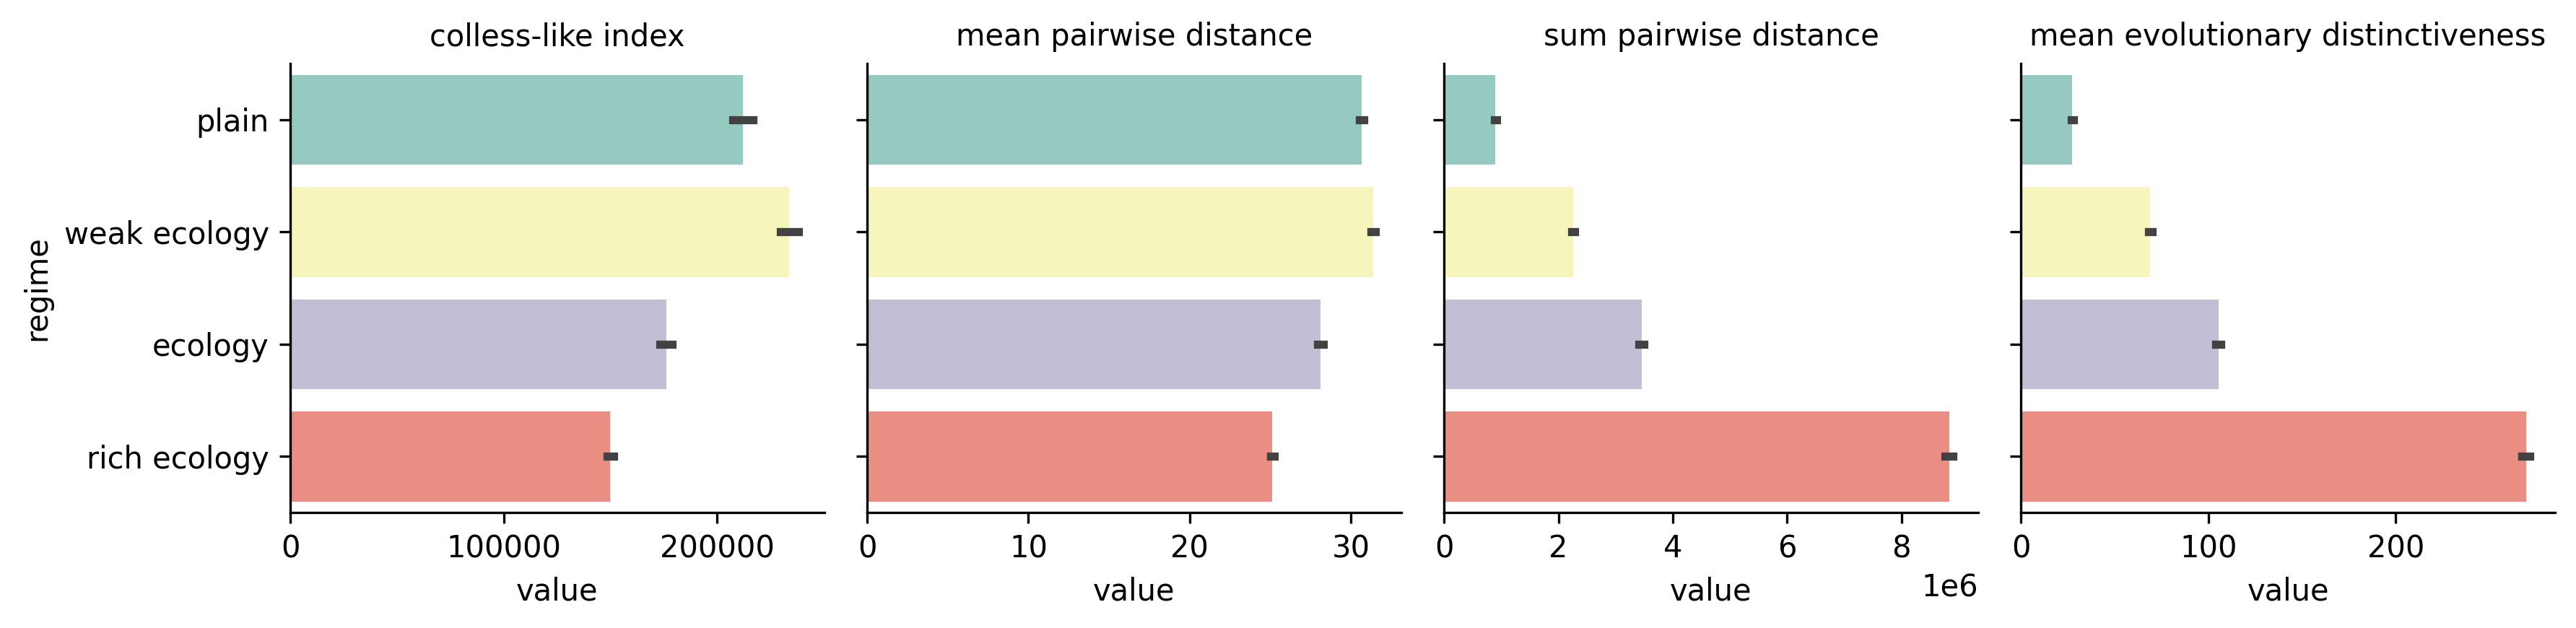 colless-like index
mean pairwise distance
sum pairwise distance
mean evolutionary distinctiveness
regime
plain
weak ecology
ecology
rich ecology
0 100000 200000
value
0 10 20 30
value
0 2 4 6 8
1e6
value
0 100 200
value